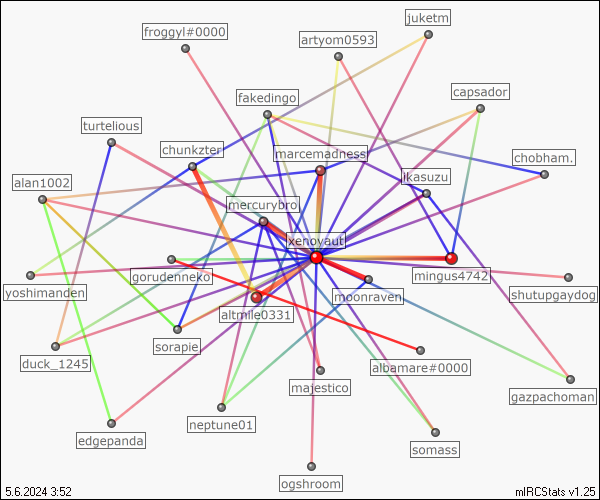 juketm
froggyl#0000
artyom0593
fakedingo
capsador
turtelious
chunkzter
marcemadness
chobham.
alan1002
ikasuzu
mercurybro
xenovaut
gorudenneko
mingus4742
yoshimanden
moonraven
shutupgaydog
altmile0331
sorapie
duck_1245
albamare#0000
majestico
gazpachoman
neptune01
edgepanda
somass
ogshroom
5.6.2024 3:52
mIRCStats v1.25